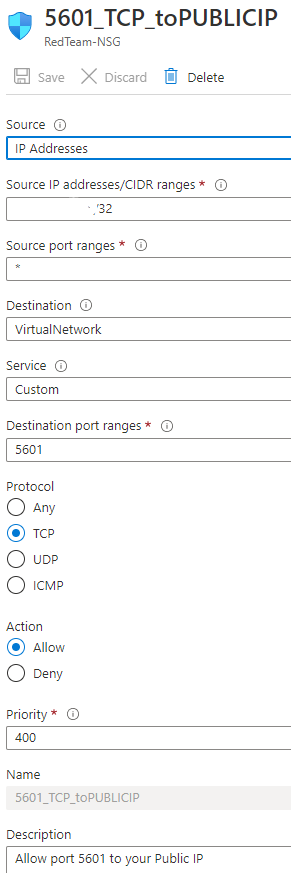 5601_TCP_toPUBLICIP
RedTeam-NSG
Save Discard Delete
Source
IP Addresses
Source IP addresses/CIDR ranges *
/32
Source port ranges *
*
Destination
VirtualNetwork
Service
Custom
Destination port ranges *
5601
Protocol
Any
TCP
UDP
ICMP
Action
Allow
Deny
Priority *
400
Name
5601_TCP_toPUBLICIP
Description
Allow port 5601 to your Public IP